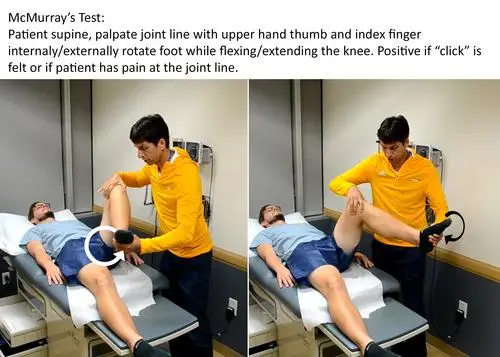 McMurray’s Test:
Patient supine, palpate joint line with upper hand thumb and index finger
internaly/externally rotate foot while flexing/extending the knee. Positive if “click” is
felt or if patient has pain at the joint line.